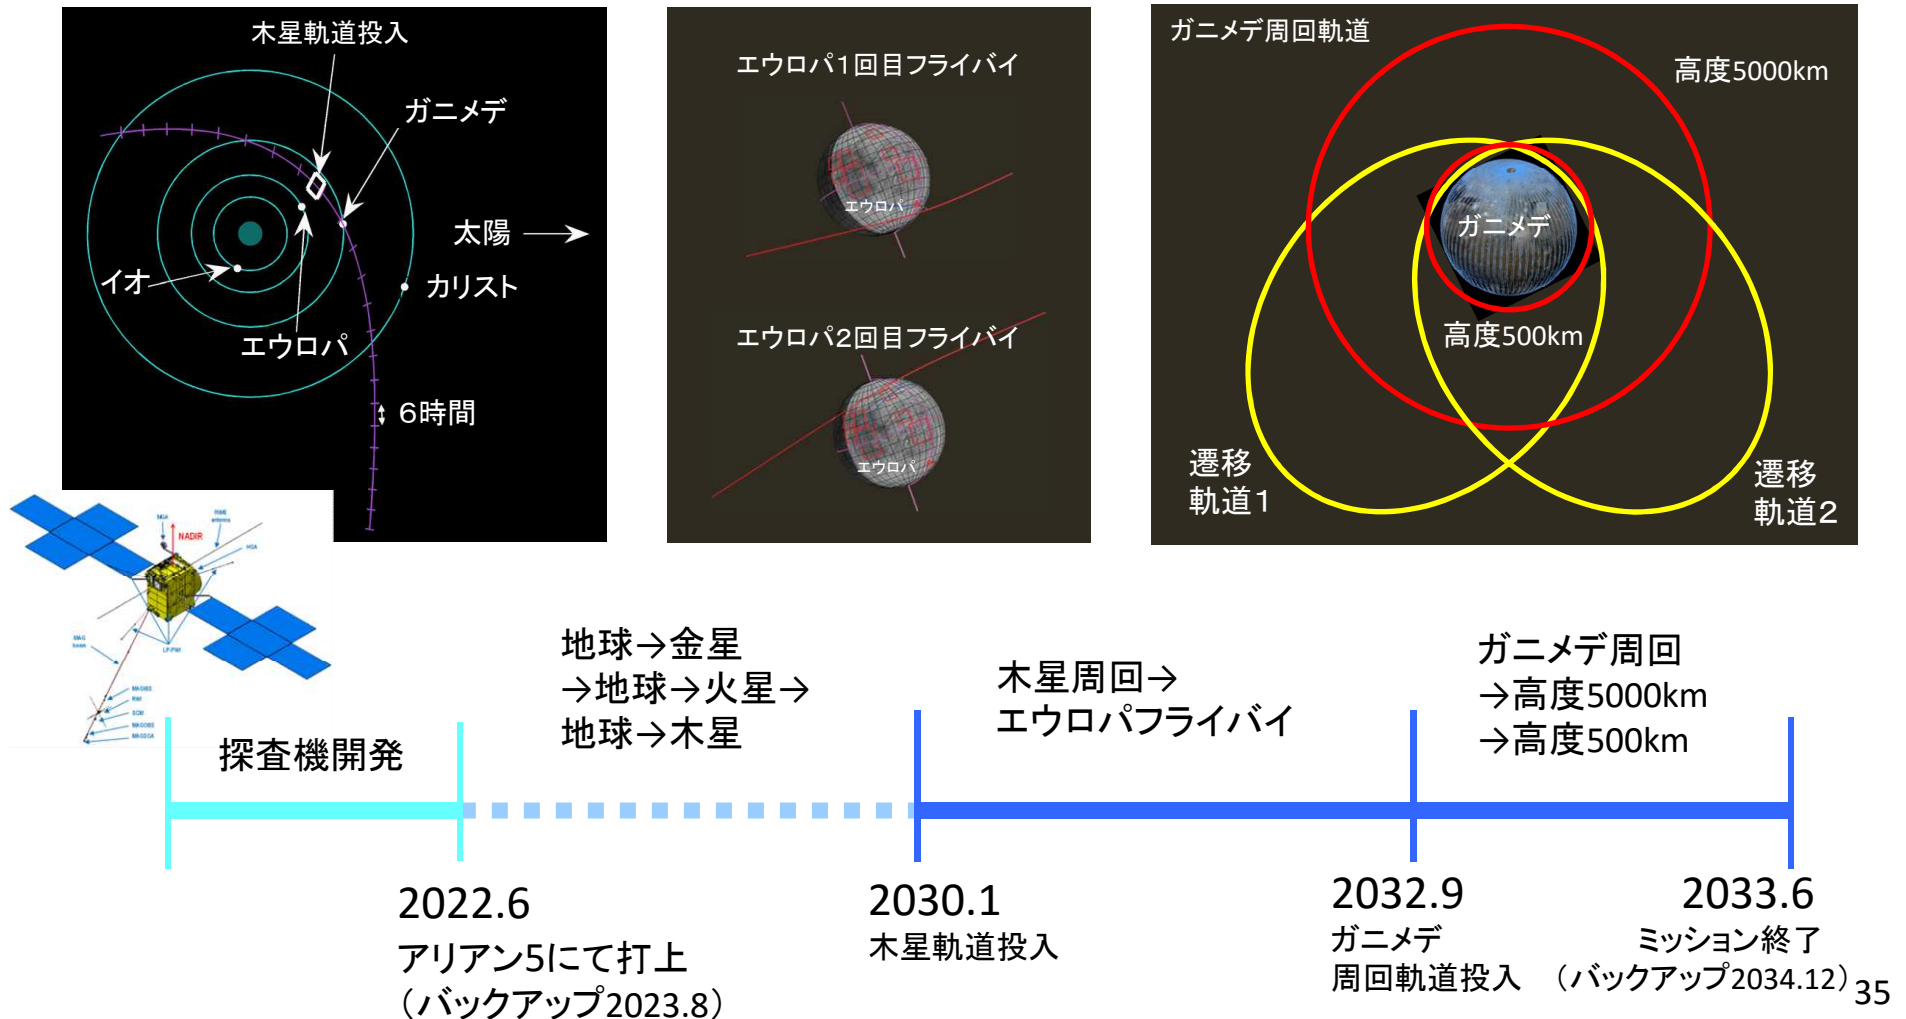 木星軌道投入
ガニメデ
太陽
イオ
カリスト
エウロパ
６時間
エウロパ１回目フライバイ
エウロパ
エウロパ２回目フライバイ
エウロパ
ガニメデ周回軌道
高度5000km
ガニメデ
高度500km
遷移
軌道１
遷移
軌道２
NADIR
探査機開発
地球→金星
→地球→火星→
地球→木星
木星周回→
エウロパフライバイ
ガニメデ周回
→高度5000km
→高度500km
2022.6
アリアン5にて打上
（バックアップ2023.8）
2030.1
木星軌道投入
2032.9
ガニメデ
周回軌道投入
2033.6
ミッション終了
（バックアップ2034.12）
35